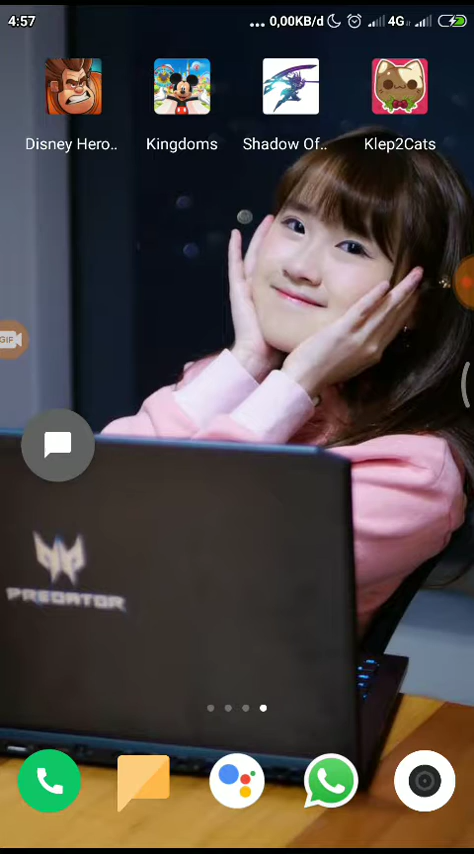 4:57 ... 0,00KB/d 4G
Disney Hero.. Kingdoms Shadow Of.. Klep2Cats
GIF
PREDATOR